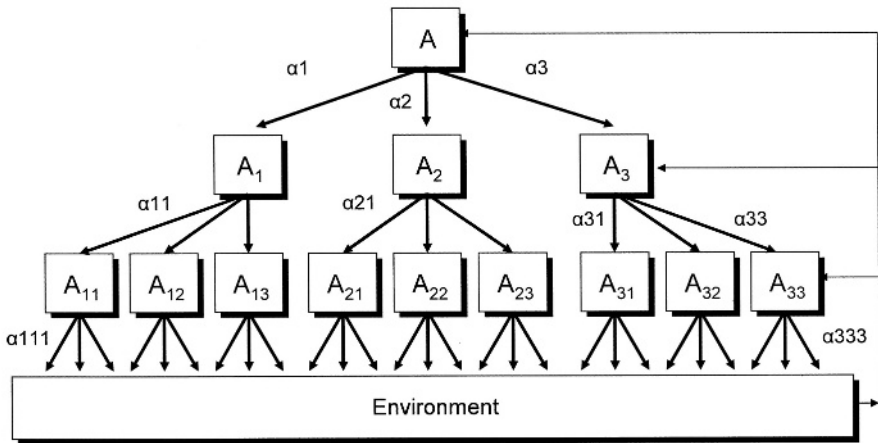 A
α1
α2
α3
A₁
A₂
A₃
α11
α21
α31
α33
A₁₁
A₁₂
A₁₃
A₂₁
A₂₂
A₂₃
A₃₁
A₃₂
A₃₃
α111
α333
Environment